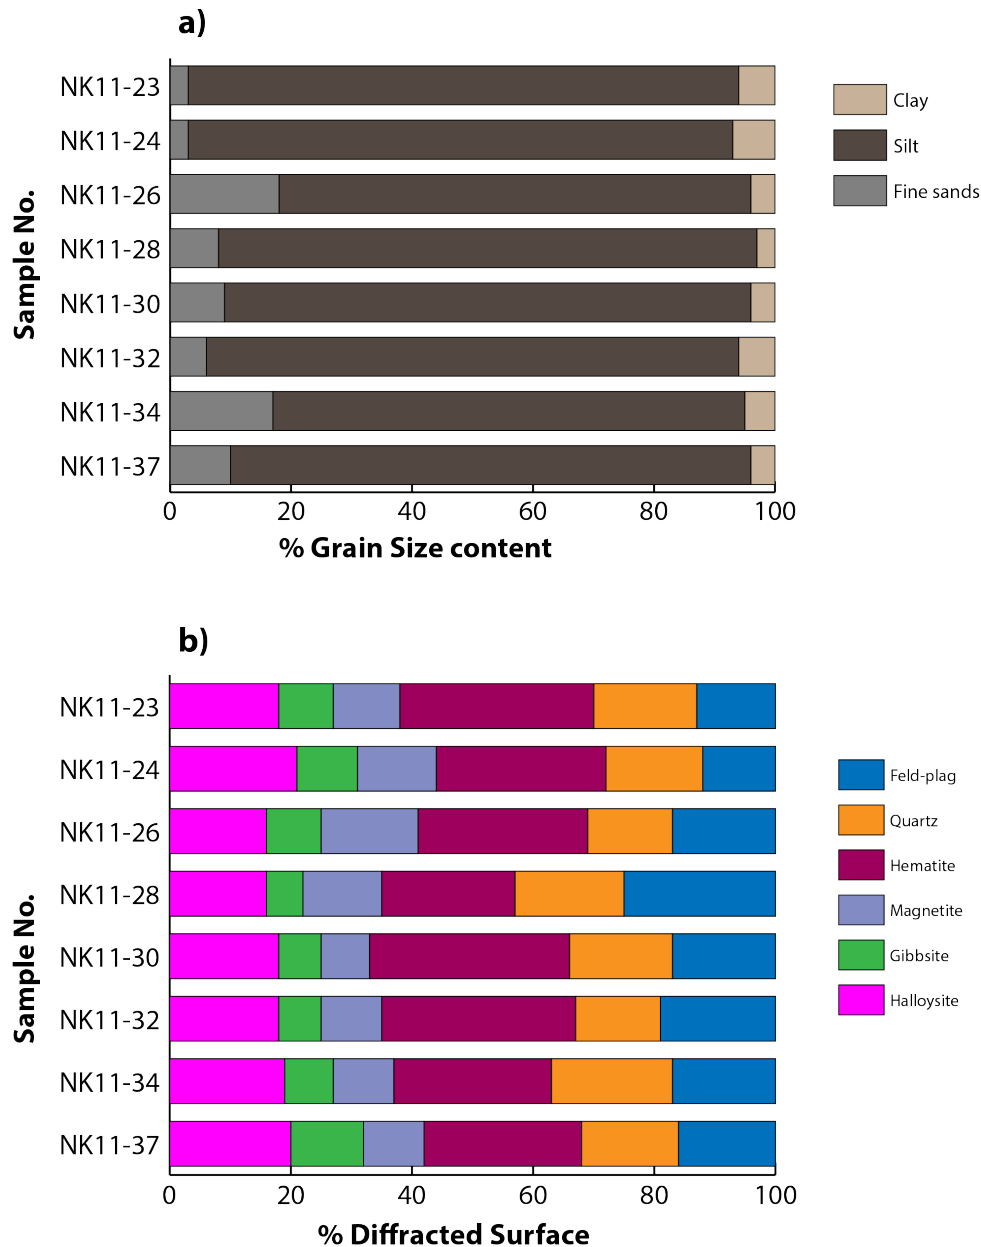 a)
NK11-23
NK11-24
NK11-26
NK11-28
NK11-30
NK11-32
NK11-34
NK11-37
Sample No.
0 20 40 60 80 100
% Grain Size content
Clay
Silt
Fine sands
b)
NK11-23
NK11-24
NK11-26
NK11-28
NK11-30
NK11-32
NK11-34
NK11-37
Sample No.
0 20 40 60 80 100
% Diffracted Surface
Feld-plag
Quartz
Hematite
Magnetite
Gibbsite
Halloysite